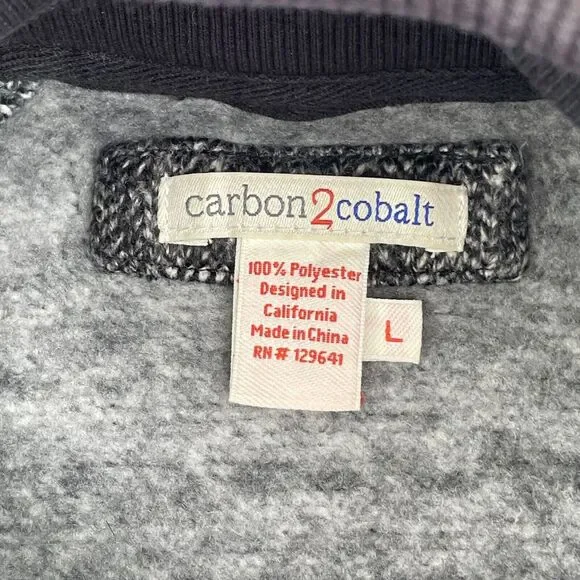 carbon2cobalt
100% Polyester
Designed in
California
Made in China
RN# 129641
L